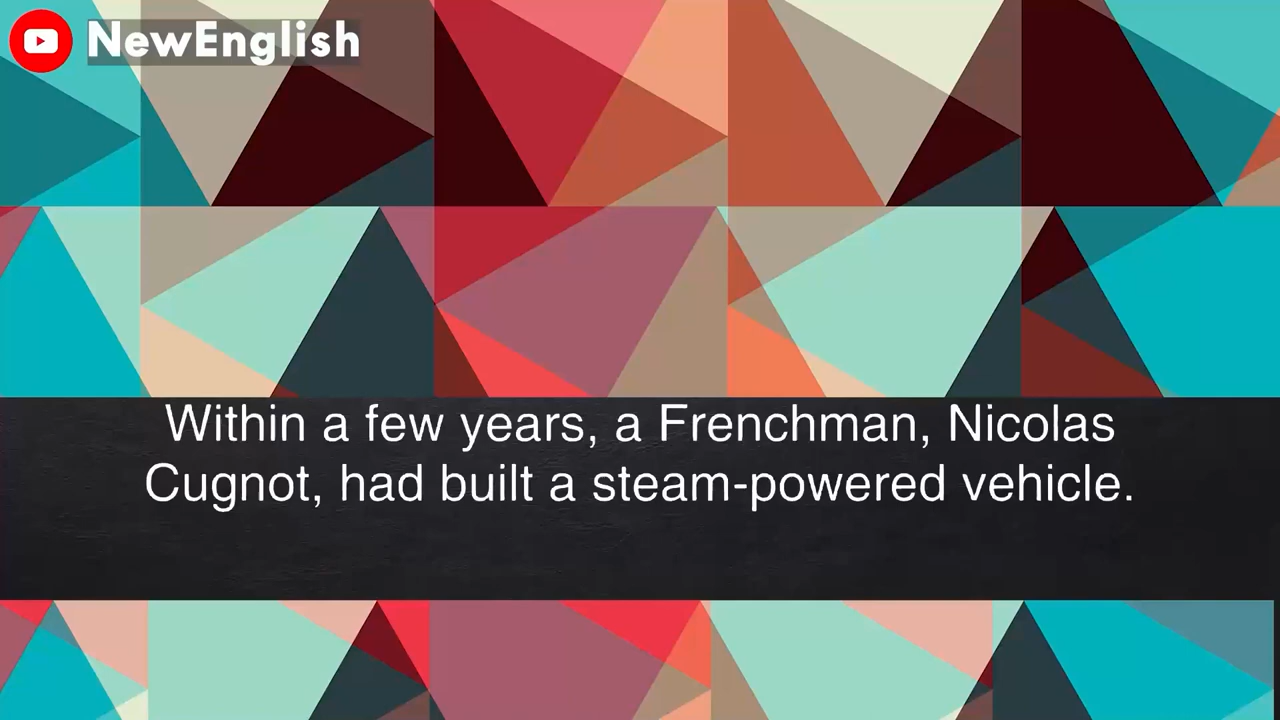 NewEnglish
Within a few years, a Frenchman, Nicolas
Cugnot, had built a steam-powered vehicle.